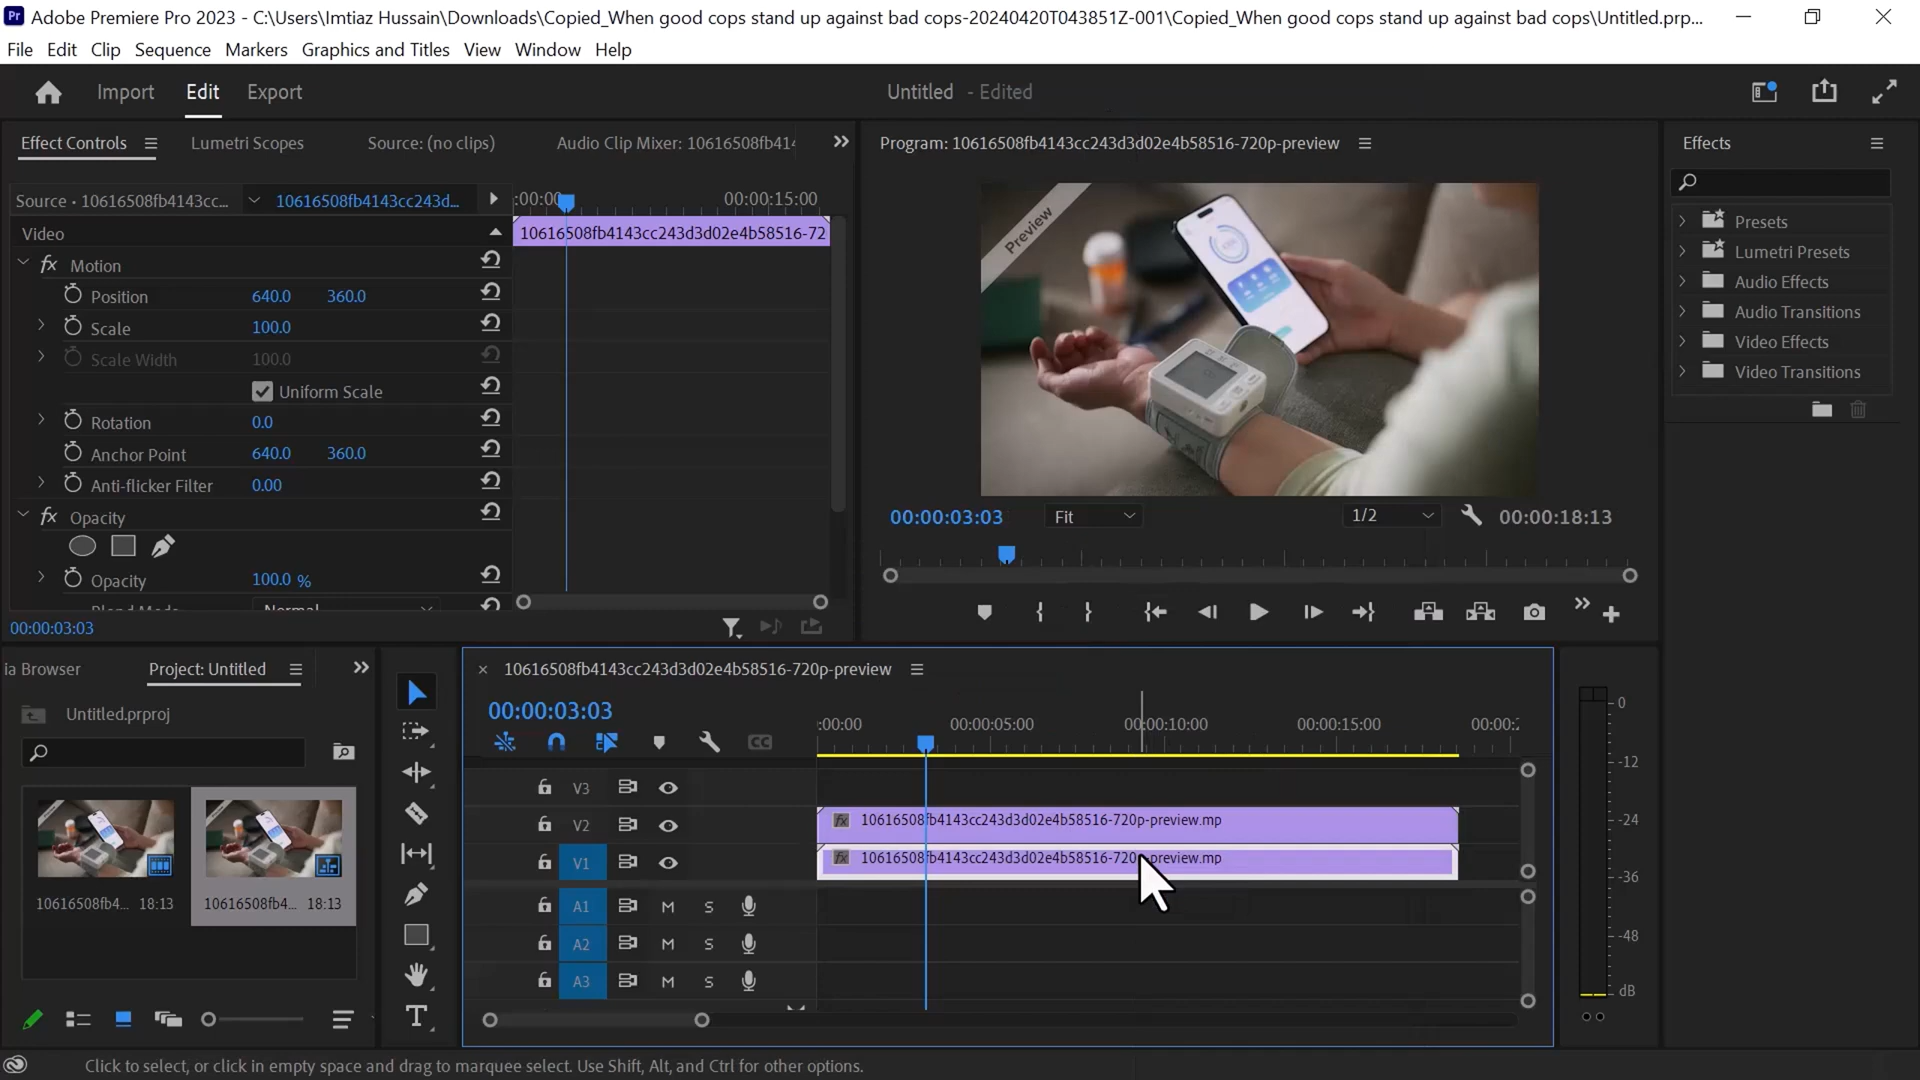 Adobe Premiere Pro 2023 - C:\Users\Imtiaz Hussain\Downloads\Copied_When good cops stand up against bad cops-20240420T043851Z-001\Copied_When good cops stand up against bad cops\Untitled.prp...
File Edit Clip Sequence Markers Graphics and Titles View Window Help
Import Edit Export Untitled - Edited
Effect Controls Lumetri Scopes Source: (no clips) Audio Clip Mixer: 10616508fb414
Program: 10616508fb4143cc243d3d02e4b58516-720p-preview
Effects
Source • 10616508fb4143cc... 10616508fb4143cc243d... :00:00 00:00:15:00
Video
10616508fb4143cc243d3d02e4b58516-72
Motion
Position 640.0 360.0
Scale 100.0
Scale Width 100.0
Uniform Scale
Rotation 0.0
Anchor Point 640.0 360.0
Anti-flicker Filter 0.00
Opacity
Opacity 100.0 %
Blend Mode Normal
00:00:03:03
Preview
00:00:03:03 Fit 1/2 00:00:18:13
Presets
Lumetri Presets
Audio Effects
Audio Transitions
Video Effects
Video Transitions
ia Browser Project: Untitled
Untitled.prproj
10616508fb4... 18:13 10616508fb4... 18:13
10616508fb4143cc243d3d02e4b58516-720p-preview
00:00:03:03
:00:00 00:00:05:00 00:00:10:00 00:00:15:00 00:00:2
V3
V2 10616508fb4143cc243d3d02e4b58516-720p-preview.mp
V1 10616508fb4143cc243d3d02e4b58516-720p-preview.mp
A1 M S
A2 M S
A3 M S
0
-12
-24
-36
-48
dB
Click to select, or click in empty space and drag to marquee select. Use Shift, Alt, and Ctrl for other options.